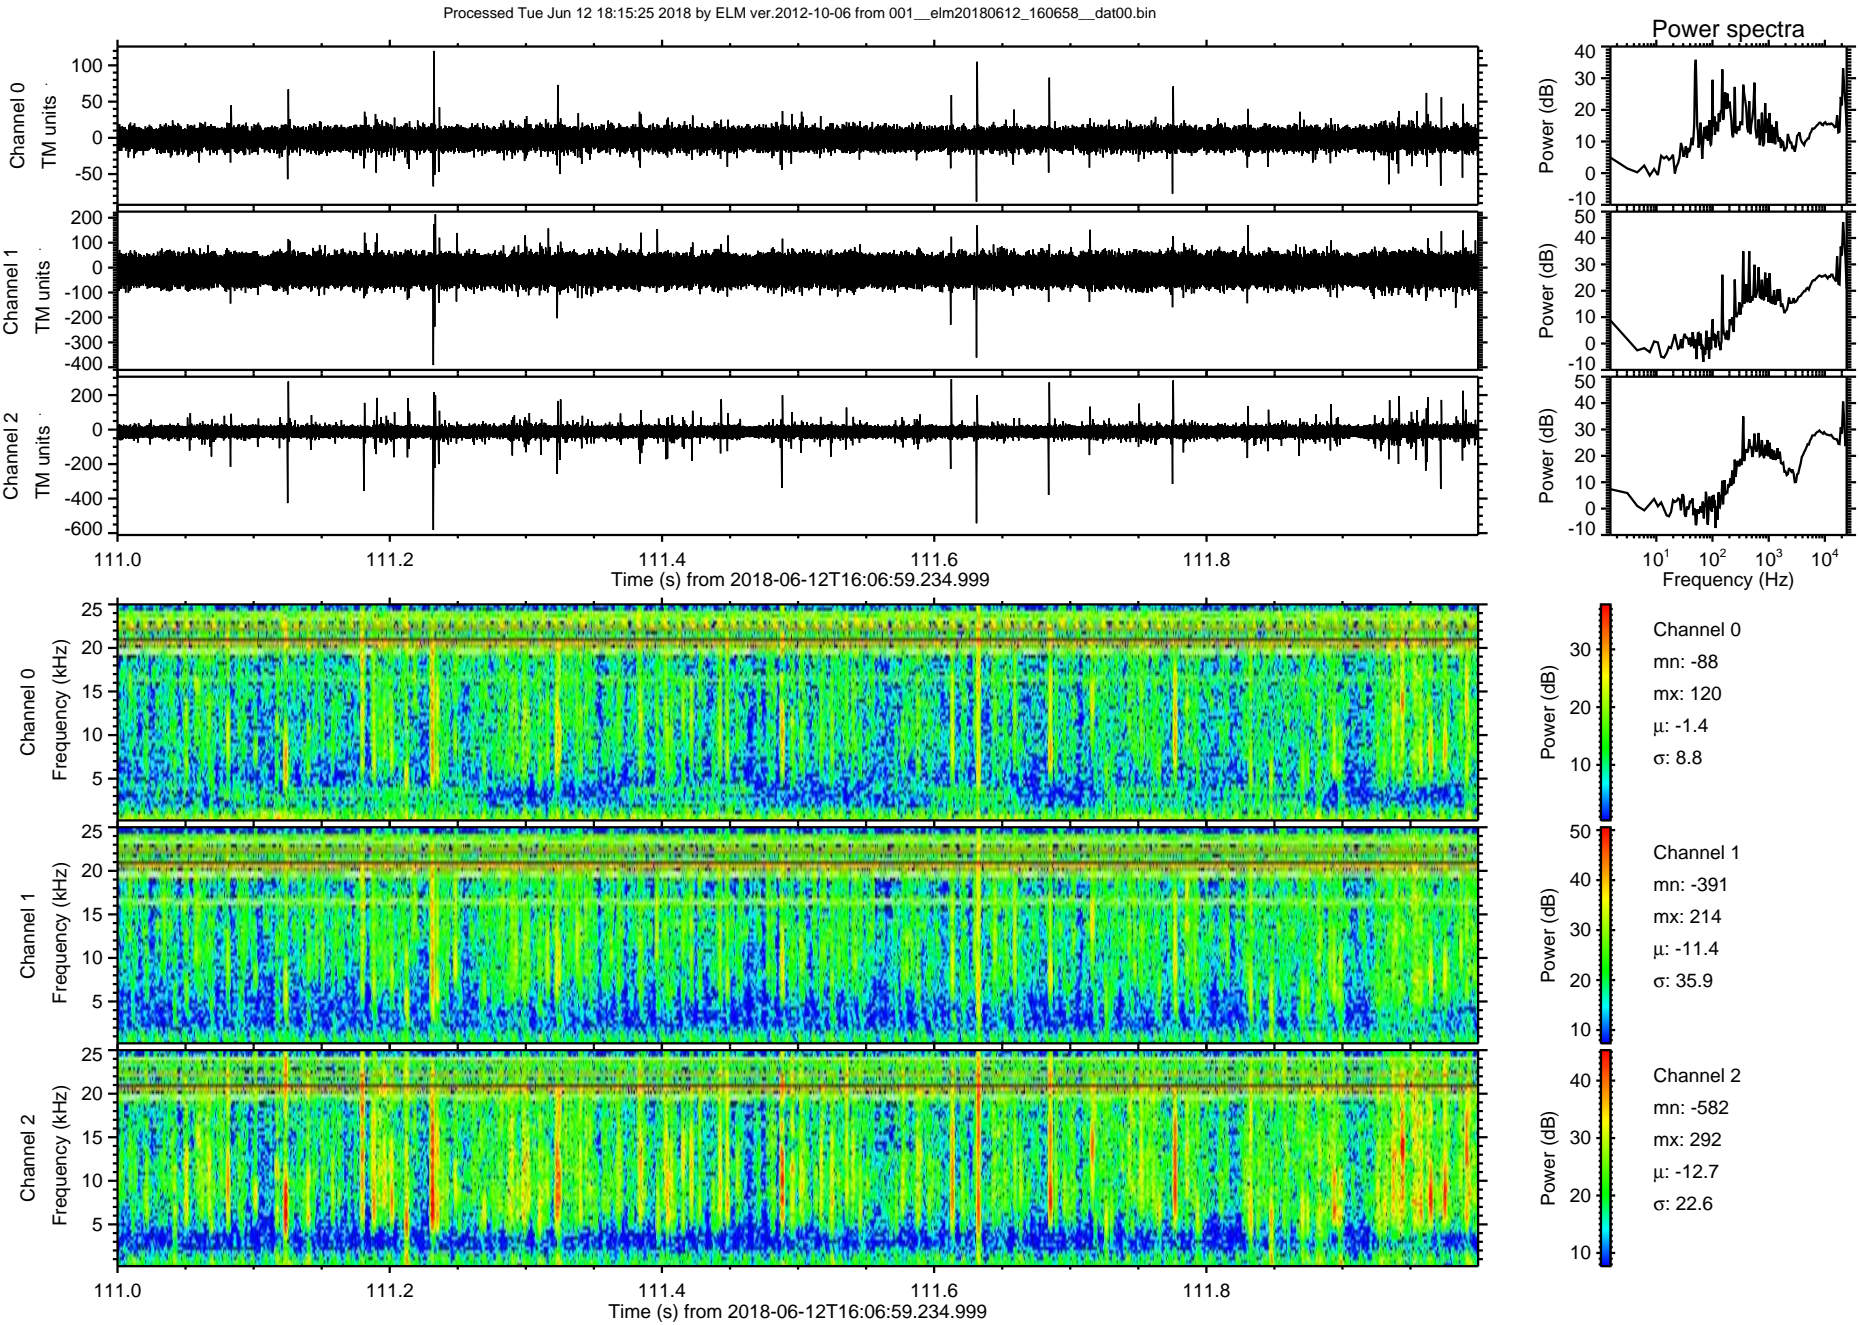 Processed Tue Jun 12 18:15:25 2018 by ELM ver.2012-10-06 from 001__elm20180612_160658__dat00.bin
Power spectra
Channel 0
TM units
100
50
0
-50
Power (dB)
40
30
20
10
0
-10
Channel 1
TM units
200
100
0
-100
-200
-300
-400
Power (dB)
50
40
30
20
10
0
-10
Channel 2
TM units
200
0
-200
-400
-600
Power (dB)
50
40
30
20
10
0
-10
111.0 111.2 111.4 111.6 111.8
Time (s) from 2018-06-12T16:06:59.234.999
10^1 10^2 10^3 10^4
Frequency (Hz)
Channel 0
Frequency (kHz)
25
20
15
10
5
Power (dB)
30
20
10
Channel 0
mn: -88
mx: 120
μ: -1.4
σ: 8.8
Channel 1
Frequency (kHz)
25
20
15
10
5
Power (dB)
50
40
30
20
10
Channel 1
mn: -391
mx: 214
μ: -11.4
σ: 35.9
Channel 2
Frequency (kHz)
25
20
15
10
5
Power (dB)
40
30
20
10
Channel 2
mn: -582
mx: 292
μ: -12.7
σ: 22.6
111.0 111.2 111.4 111.6 111.8
Time (s) from 2018-06-12T16:06:59.234.999